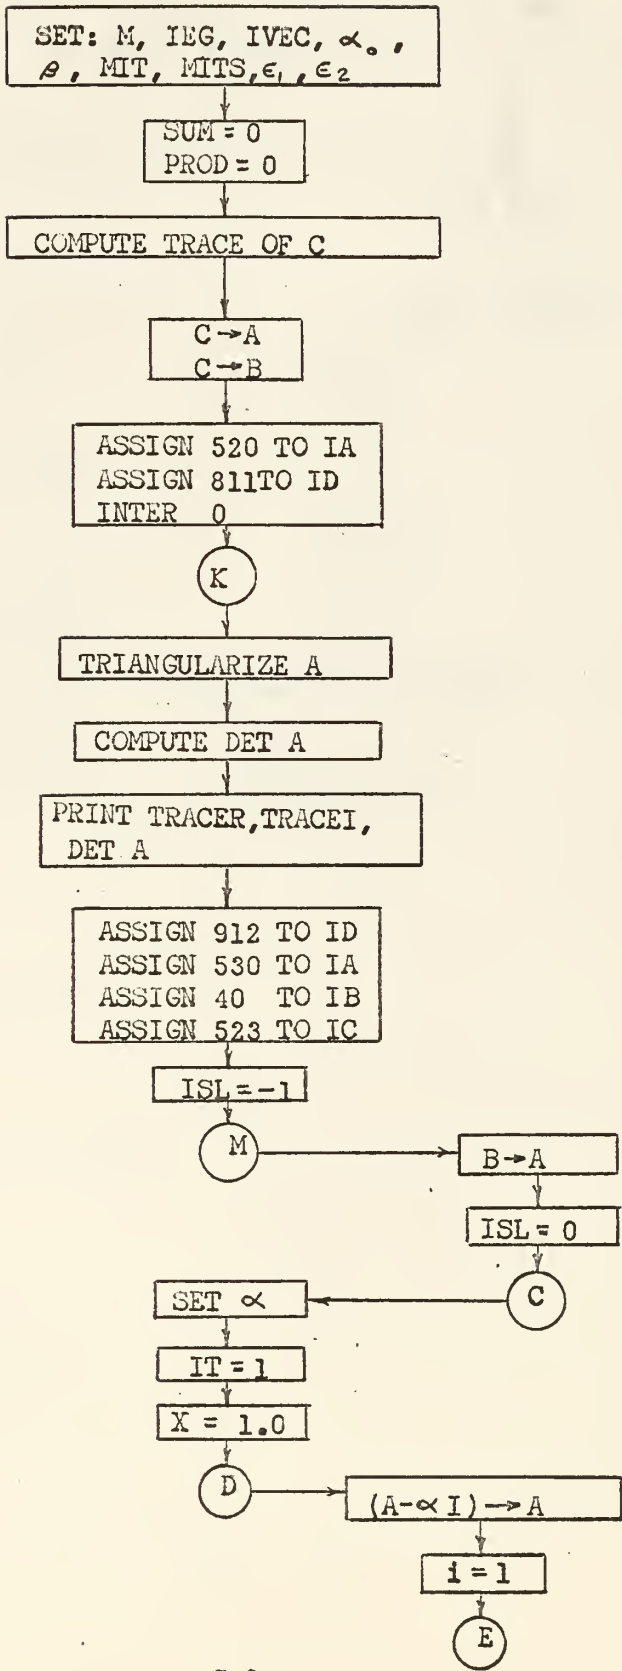 SET: M, IEG, IVEC, α₀,
β, MIT, MITS, ϵ₁, ϵ₂
SUM = 0
PROD = 0
COMPUTE TRACE OF C
C→A
C→B
ASSIGN 520 TO IA
ASSIGN 811TO ID
INTER 0
K
TRIANGULARIZE A
COMPUTE DET A
PRINT TRACER,TRACEI,
DET A
ASSIGN 912 TO ID
ASSIGN 530 TO IA
ASSIGN 40 TO IB
ASSIGN 523 TO IC
ISL = -1
M
B→A
ISL = 0
C
SET α
IT = 1
X = 1.0
D
(A-α I)→A
i = 1
E